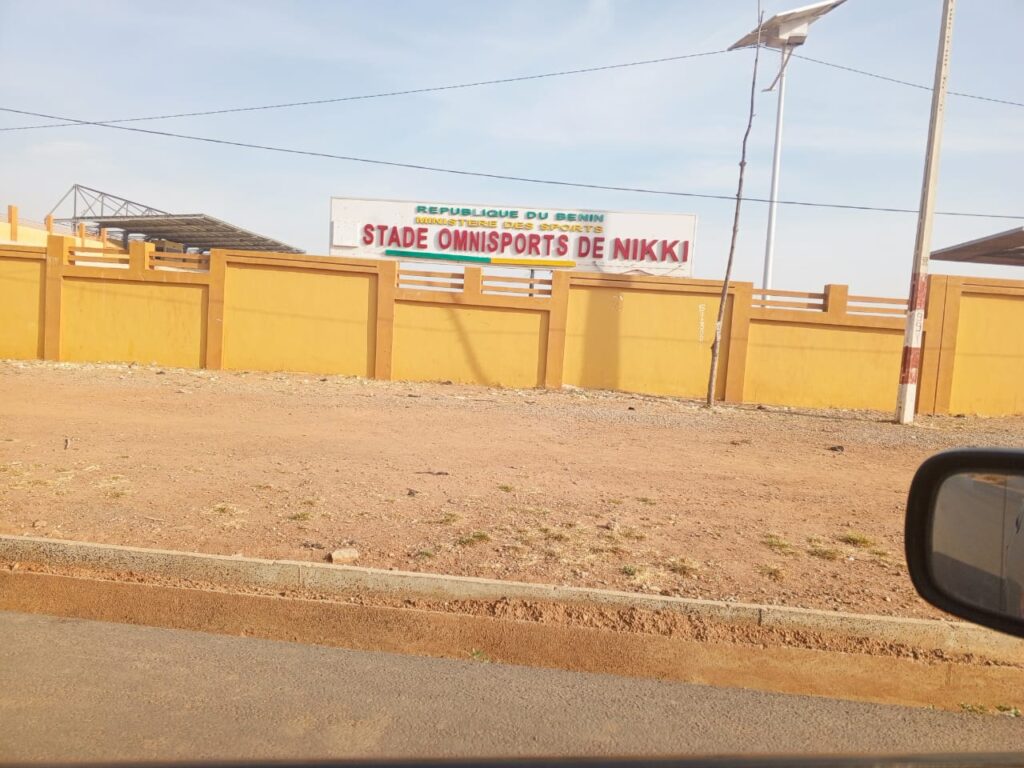 REPUBLIQUE DU BENIN
MINISTERE DES SPORTS
STADE OMNISPORTS DE NIKKI